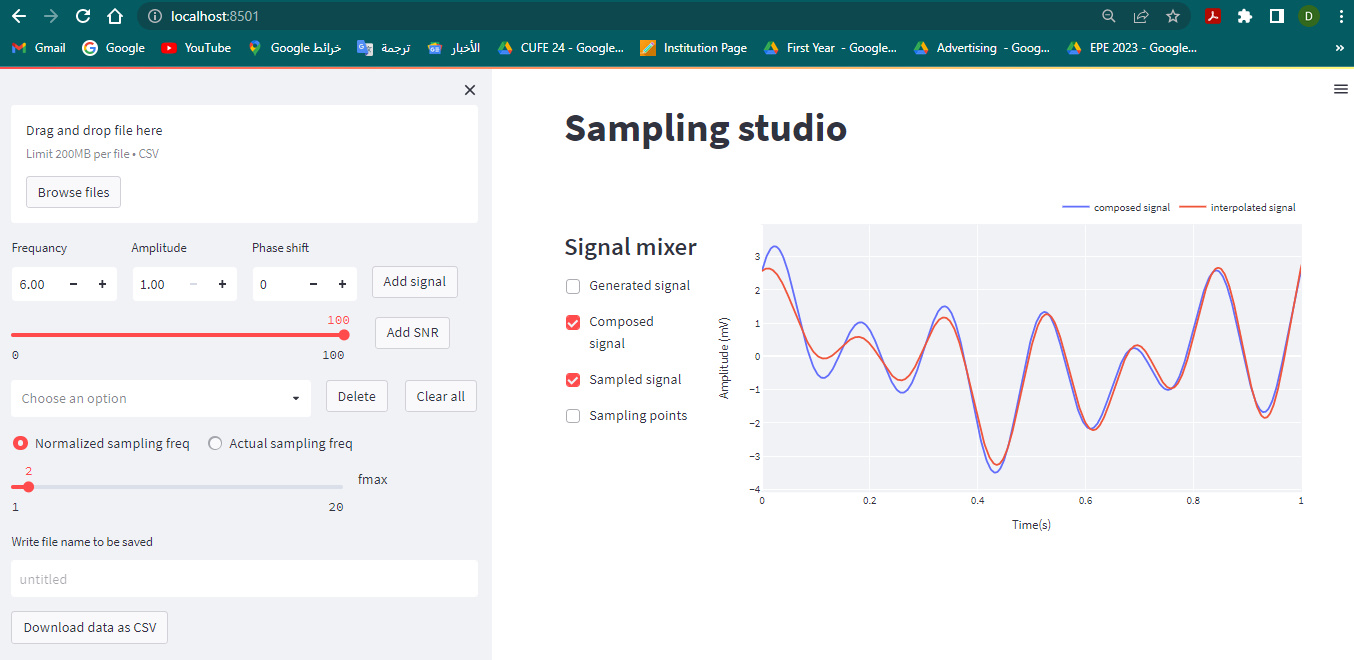 localhost:8501
D
Gmail
Google
YouTube
خرائط Google
ترجمة
الأخبار
CUFE 24 - Google...
Institution Page
First Year - Google...
Advertising - Goog...
EPE 2023 - Google...
»
Drag and drop file here
Limit 200MB per file • CSV
Browse files
Frequancy
Amplitude
Phase shift
6.00 − +
1.00 − +
0 − +
Add signal
100
0
100
Add SNR
Choose an option
Delete
Clear all
Normalized sampling freq
Actual sampling freq
2
1
20
fmax
Write file name to be saved
untitled
Download data as CSV
Sampling studio
Signal mixer
Generated signal
Composed
signal
Sampled signal
Sampling points
composed signal
interpolated signal
Amplitude (mV)
3
2
1
0
−1
−2
−3
−4
0
0.2
0.4
0.6
0.8
1
Time(s)